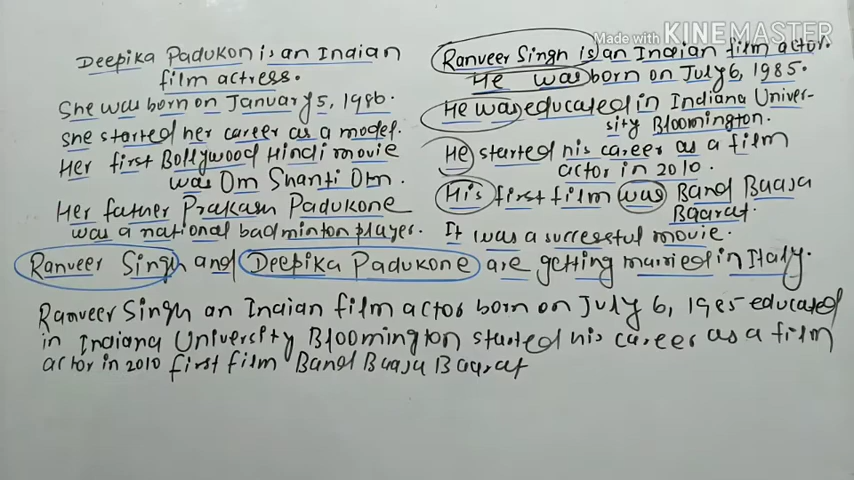 Made with KINEMASTER
Deepika Padukon is an Indian
film actress.
She was born on January 5, 1986.
she started her career as a model.
Her first Bollywood Hindi movie
was Om Shanti Om.
Her father Prakash Padukone
was a national badminton player.
Ranveer Singh is an Indian film actor.
He was born on July 6, 1985.
He was educated in Indiana Univer-
sity Bloomington.
He started his career as a film
actor in 2010.
His first film was Band Baaja
Baarat.
It was a successful movie.
Ranveer Singh and Deepika Padukone are getting married in Italy.
Ranveer Singh an Indian film actor born on July 6, 1985 educated
in Indiana University Bloomington started his career as a film
actor in 2010 first film Band Baaja Baarat